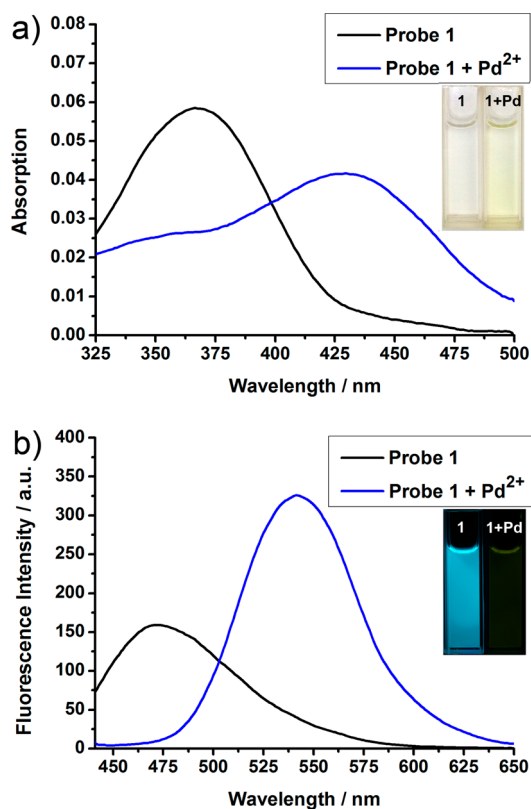 a)
0.08
0.07
0.06
0.05
0.04
0.03
0.02
0.01
0.00
Absorption
Probe 1
Probe 1 + Pd²⁺
1 1+Pd
325 350 375 400 425 450 475 500
Wavelength / nm
b)
400
350
300
250
200
150
100
50
0
Fluorescence Intensity / a.u.
Probe 1
Probe 1 + Pd²⁺
1 1+Pd
450 475 500 525 550 575 600 625 650
Wavelength / nm